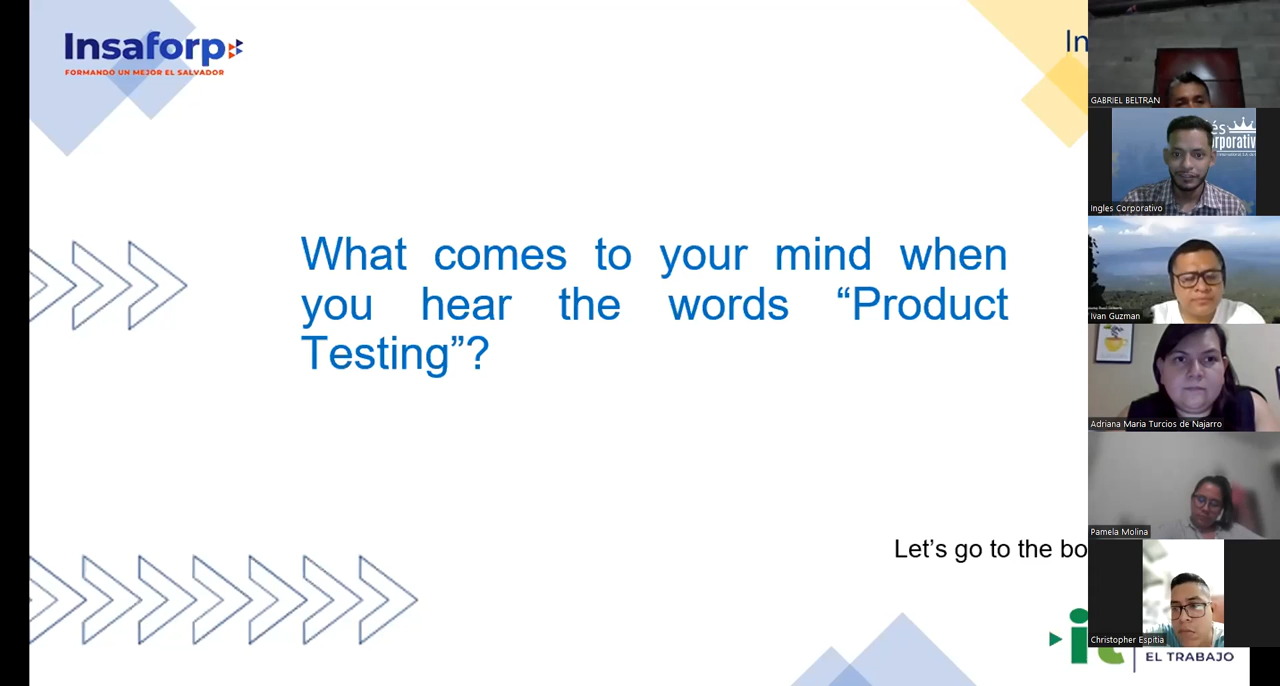 Insaforp
FORMANDO UN MEJOR EL SALVADOR
In
What comes to your mind when
you hear the words “Product
Testing”?
Let’s go to the bo
EL TRABAJO
GABRIEL BELTRAN
és
rporativ
Ingles Corporativo
Ivan Guzman
Adriana Maria Turcios de Najarro
Pamela Molina
Christopher Espitia